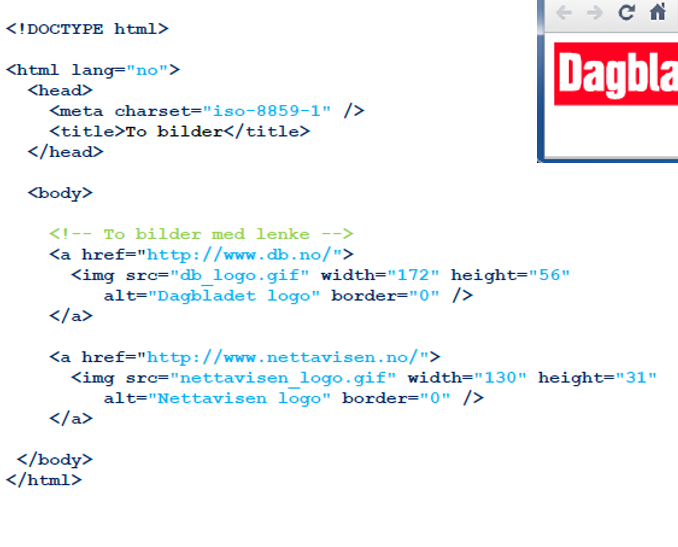 <!DOCTYPE html>
<html lang="no">
<head>
<meta charset="iso-8859-1" />
<title>To bilder</title>
</head>
<body>
<!-- To bilder med lenke -->
<a href="http://www.db.no/">
<img src="db_logo.gif" width="172" height="56"
alt="Dagbladet logo" border="0" />
</a>
<a href="http://www.nettavisen.no/">
<img src="nettavisen_logo.gif" width="130" height="31"
alt="Nettavisen logo" border="0" />
</a>
</body>
</html>
Dagbla